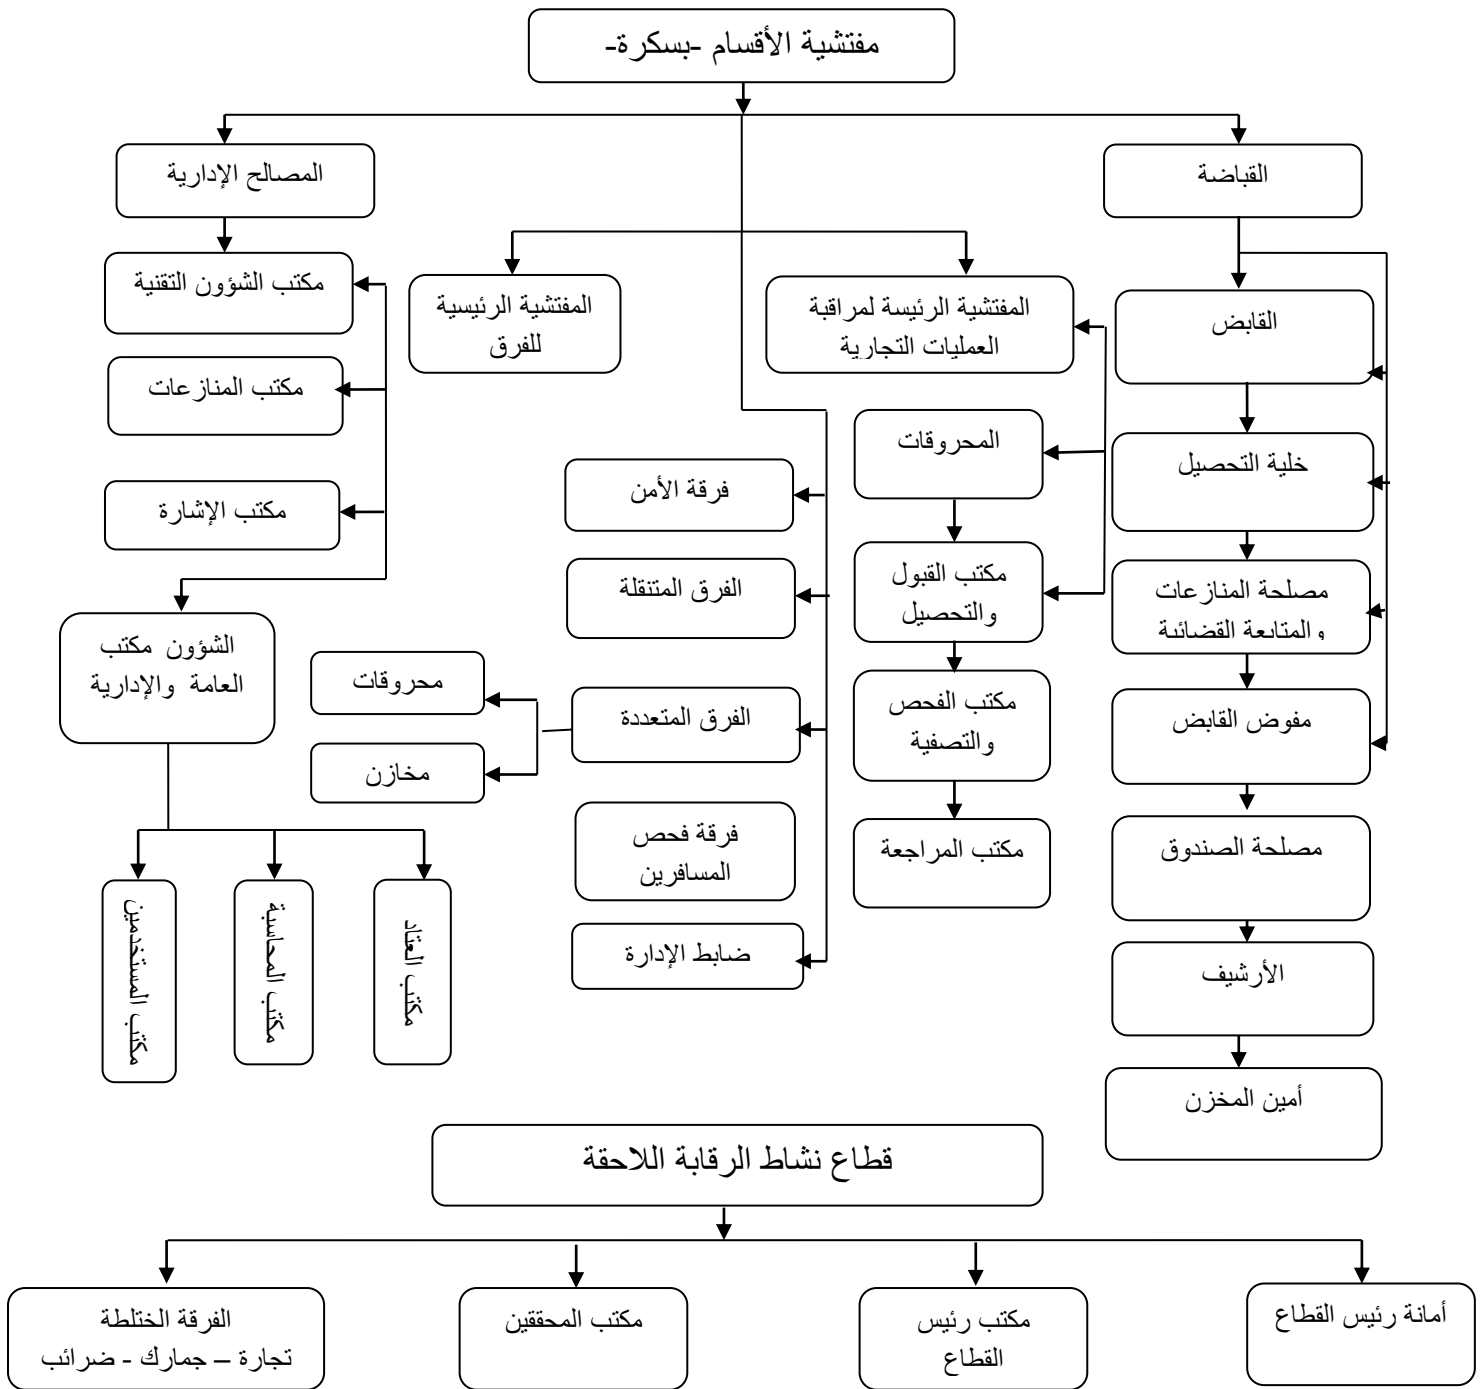 مفتشية الأقسام -بسكرة-
القباضة
المصالح الإدارية
القابض
خلية التحصيل
مصلحة المنازعات
والمتابعة القضائية
مفوض القابض
مصلحة الصندوق
الأرشيف
أمين المخزن
المفتشية الرئيسة لمراقبة
العمليات التجارية
المحروقات
مكتب القبول
والتحصيل
مكتب الفحص
والتصفية
مكتب المراجعة
المفتشية الرئيسية
للفرق
فرقة الأمن
الفرق المتنقلة
الفرق المتعددة
محروقات
مخازن
فرقة فحص
المسافرين
ضابط الإدارة
مكتب الشؤون التقنية
مكتب المنازعات
مكتب الإشارة
الشؤون مكتب
العامة والإدارية
مكتب العتاد
مكتب المحاسبة
مكتب المستخدمين
قطاع نشاط الرقابة اللاحقة
أمانة رئيس القطاع
مكتب رئيس
القطاع
مكتب المحققين
الفرقة الختلطة
تجارة – جمارك - ضرائب